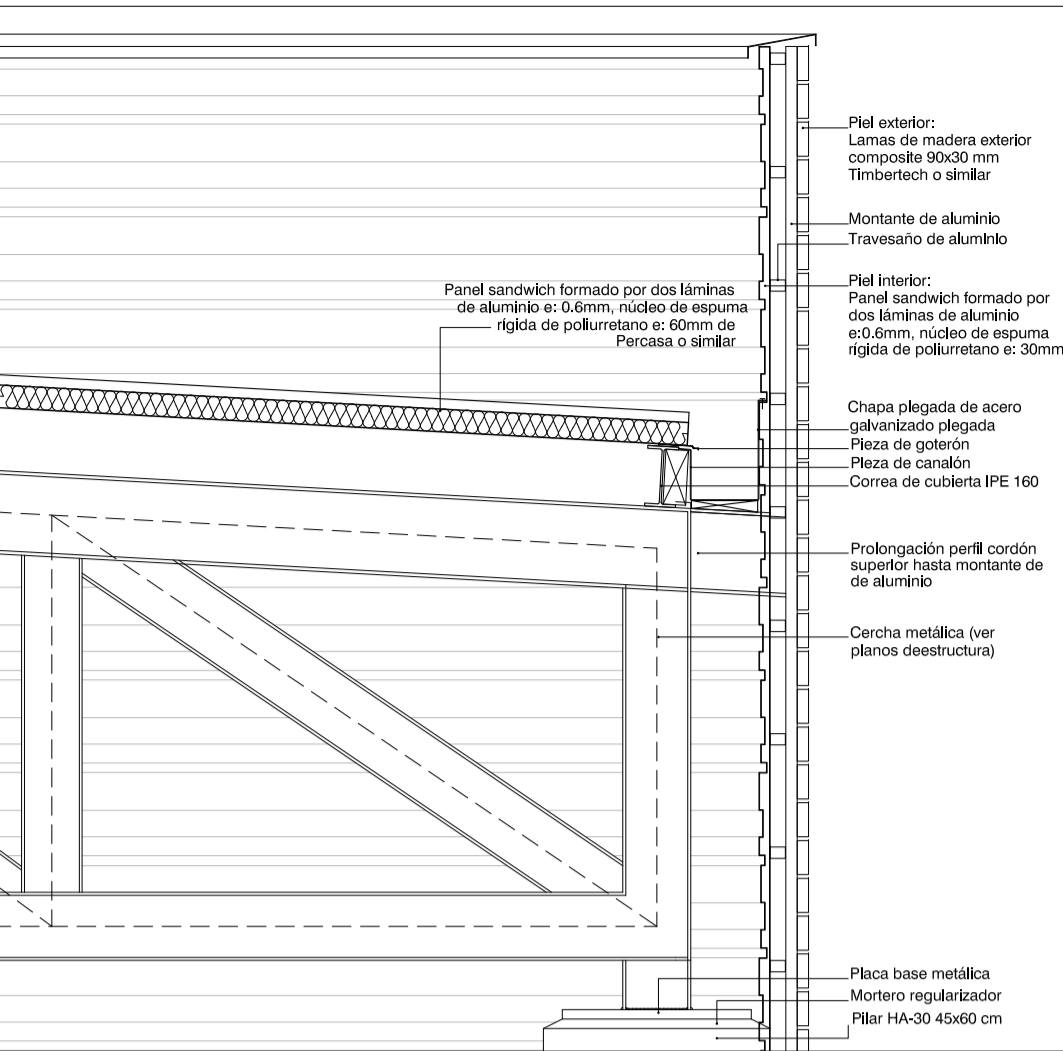 Piel exterior:
Lamas de madera exterior
composite 90x30 mm
Timbertech o similar
Montante de aluminio
Travesaño de aluminio
Panel sandwich formado por dos láminas
de aluminio e: 0.6mm, núcleo de espuma
rígida de poliurretano e: 60mm de
Percasa o similar
Piel interior:
Panel sandwich formado por
dos láminas de aluminio
e:0.6mm, núcleo de espuma
rígida de poliurretano e: 30mm
Chapa plegada de acero
galvanizado plegada
Pieza de goterón
Pieza de canalón
Correa de cubierta IPE 160
Prolongación perfil cordón
superior hasta montante de
de aluminio
Cercha metálica (ver
planos deestructura)
Placa base metálica
Mortero regularizador
Pilar HA-30 45x60 cm